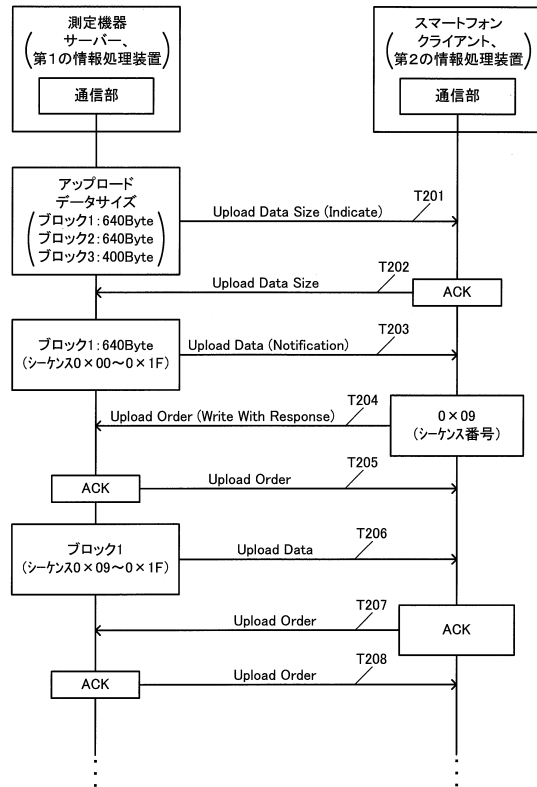 測定機器
サーバー、
第1の情報処理装置
通信部
スマートフォン
クライアント、
第2の情報処理装置
通信部
アップロード
データサイズ
ブロック1:640Byte
ブロック2:640Byte
ブロック3:400Byte
Upload Data Size (Indicate)
T201
Upload Data Size
T202
ACK
ブロック1:640Byte
(シーケンス0×00～0×1F)
Upload Data (Notification)
T203
Upload Order (Write With Response)
T204
0×09
(シーケンス番号)
ACK
Upload Order
T205
ブロック1
(シーケンス0×09～0×1F)
Upload Data
T206
Upload Order
T207
ACK
ACK
Upload Order
T208